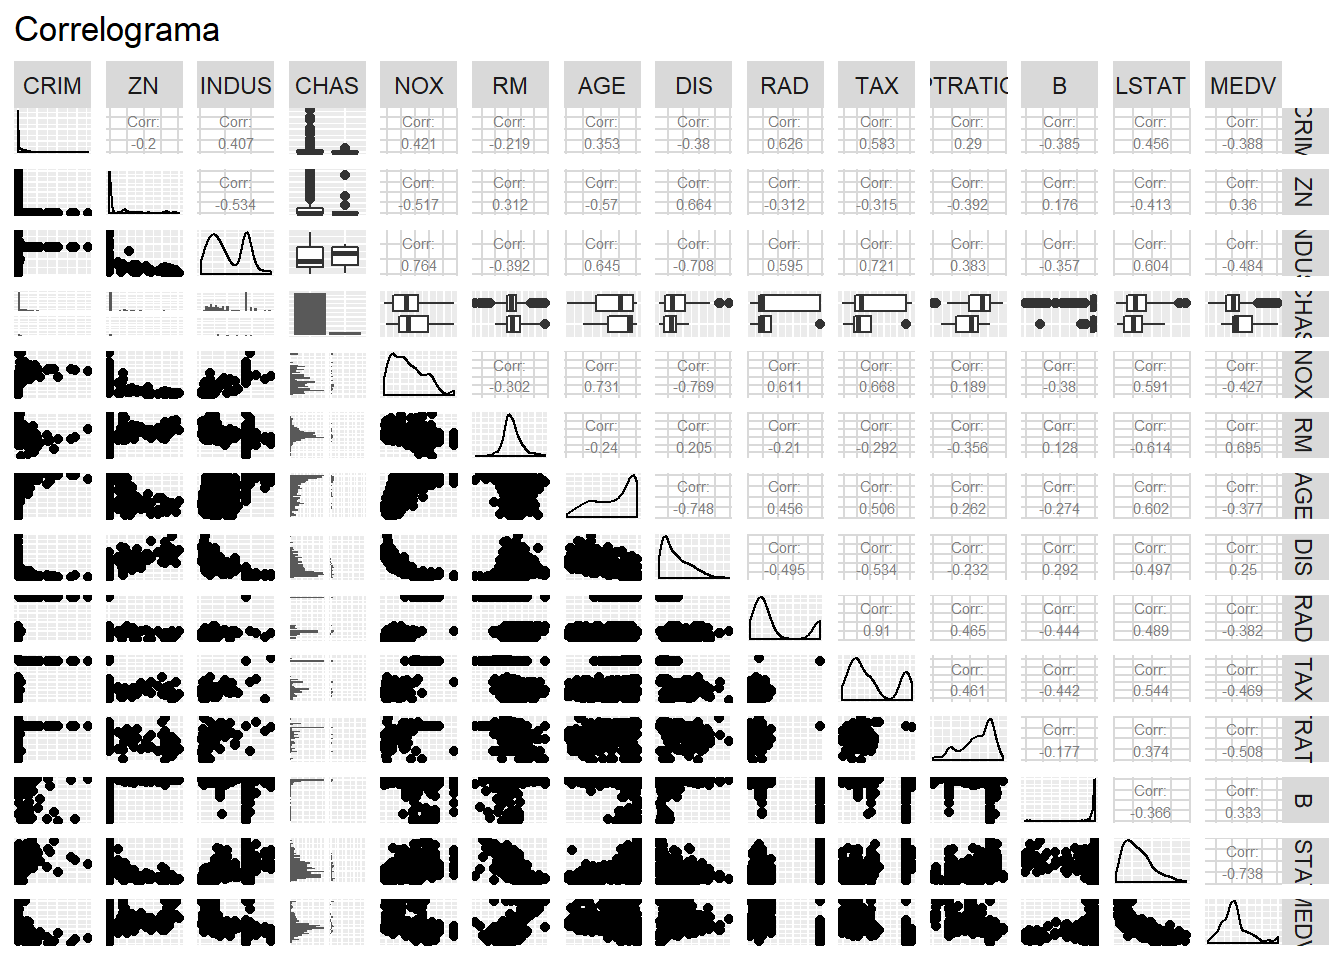 Correlograma
CRIM ZN INDUS CHAS NOX RM AGE DIS RAD TAX PTRATIO B LSTAT MEDV
Corr: Corr: Corr: Corr: Corr: Corr: Corr: Corr: Corr: Corr: Corr: Corr:
-0.2 0.407 0.421 -0.219 0.353 -0.38 0.626 0.583 0.29 -0.385 0.456 -0.388
CRIM
Corr: Corr: Corr: Corr: Corr: Corr: Corr: Corr: Corr: Corr: Corr:
-0.534 -0.517 0.312 -0.57 0.664 -0.312 -0.315 -0.392 0.176 -0.413 0.36
ZN
Corr: Corr: Corr: Corr: Corr: Corr: Corr: Corr: Corr: Corr:
0.764 -0.392 0.645 -0.708 0.595 0.721 0.383 -0.357 0.604 -0.484
NDUS
CHAS
Corr: Corr: Corr: Corr: Corr: Corr: Corr: Corr: Corr:
-0.302 0.731 -0.769 0.611 0.668 0.189 -0.38 0.591 -0.427
NOX
Corr: Corr: Corr: Corr: Corr: Corr: Corr: Corr:
-0.24 0.205 -0.21 -0.292 -0.356 0.128 -0.614 0.695
RM
Corr: Corr: Corr: Corr: Corr: Corr: Corr:
-0.748 0.456 0.506 0.262 -0.274 0.602 -0.377
AGE
Corr: Corr: Corr: Corr: Corr: Corr:
-0.495 -0.534 -0.232 0.292 -0.497 0.25
DIS
Corr: Corr: Corr: Corr: Corr:
0.91 0.465 -0.444 0.489 -0.382
RAD
Corr: Corr: Corr: Corr:
0.461 -0.442 0.544 -0.469
TAX
Corr: Corr: Corr:
-0.177 0.374 -0.508
TRAT
Corr: Corr:
-0.366 0.333
B
Corr:
-0.738
STA
MEDV